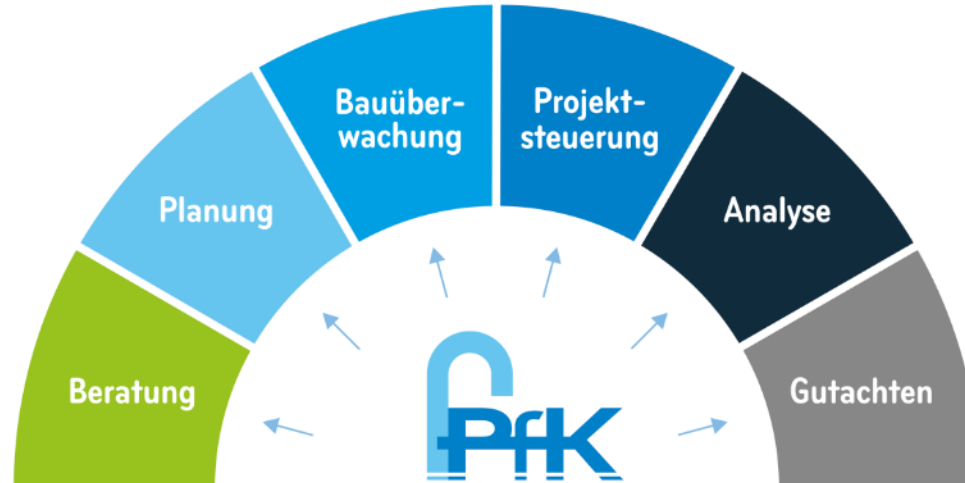 Bauüber-
wachung
Projekt-
steuerung
Planung
Analyse
Beratung
Gutachten
PfK